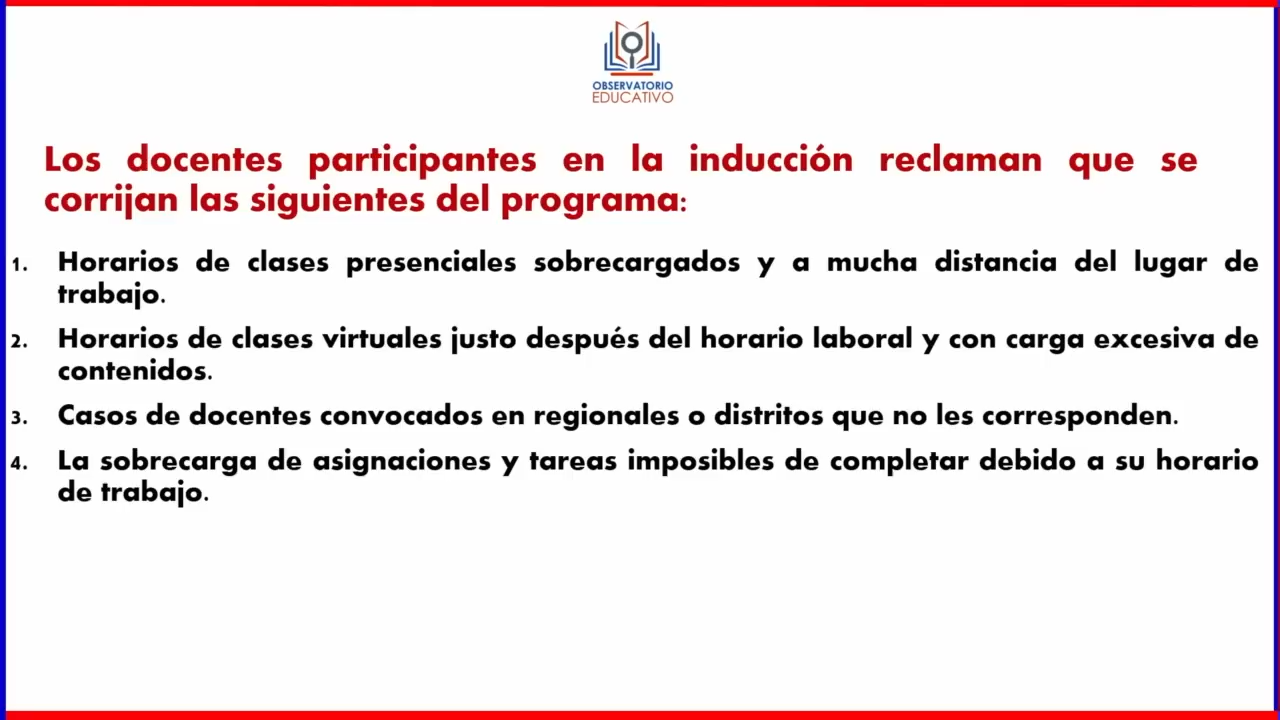 OBSERVATORIO
EDUCATIVO
Los docentes participantes en la inducción reclaman que se
corrijan las siguientes del programa:
1. Horarios de clases presenciales sobrecargados y a mucha distancia del lugar de
trabajo.
2. Horarios de clases virtuales justo después del horario laboral y con carga excesiva de
contenidos.
3. Casos de docentes convocados en regionales o distritos que no les corresponden.
4. La sobrecarga de asignaciones y tareas imposibles de completar debido a su horario
de trabajo.